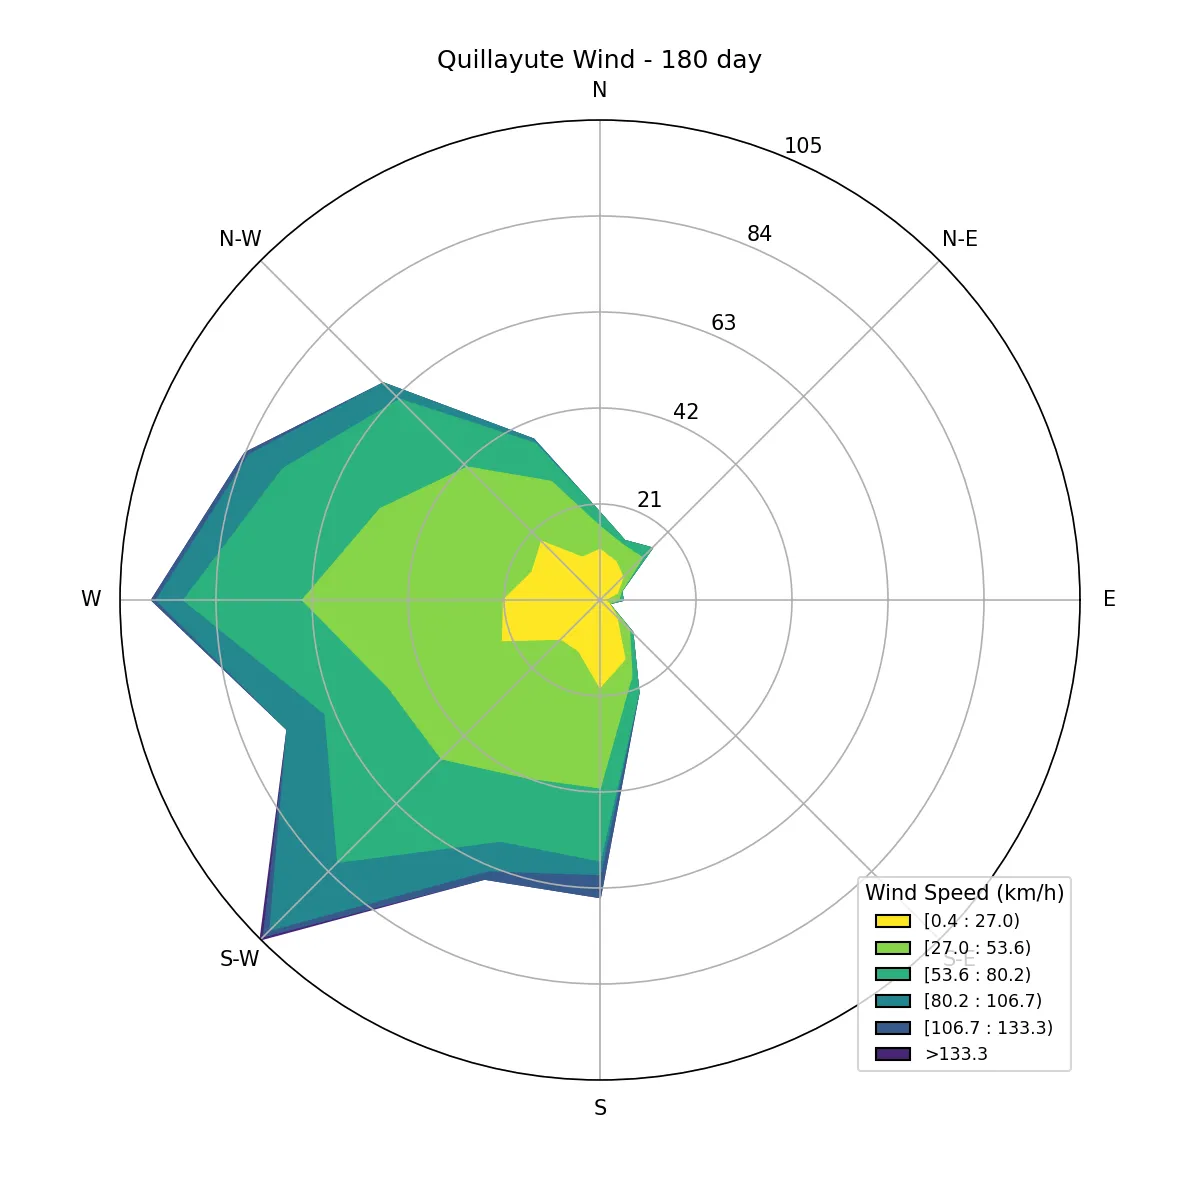 Quillayute Wind - 180 day
N
105
84
N-W
N-E
63
42
21
W
E
Wind Speed (km/h)
[0.4 : 27.0)
[27.0 : 53.6)
S-W
S-E
[53.6 : 80.2)
[80.2 : 106.7)
[106.7 : 133.3)
>133.3
S